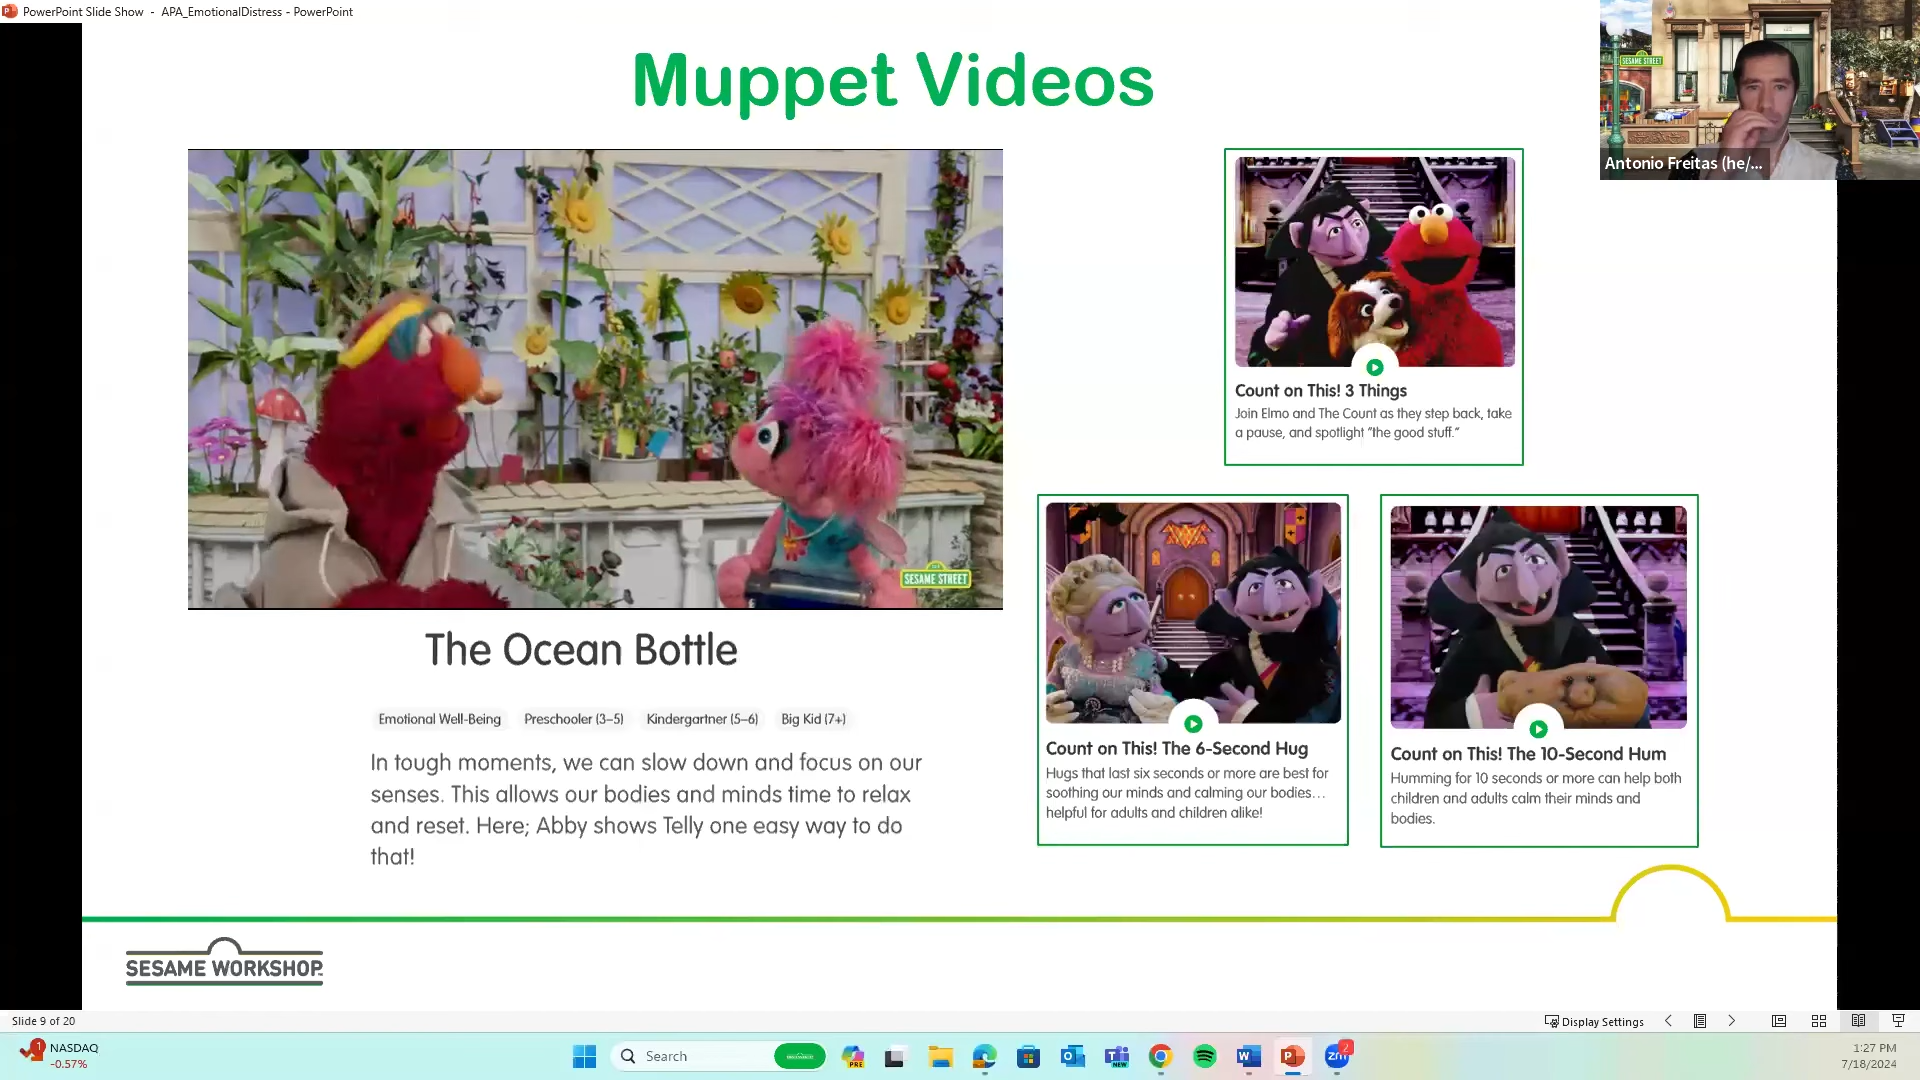 PowerPoint Slide Show - APA_EmotionalDistress - PowerPoint
Muppet Videos
SESAME STREET
Antonio Freitas (he/...
SESAME STREET
Count on This! 3 Things
Join Elmo and The Count as they step back, take
a pause, and spotlight "the good stuff."
The Ocean Bottle
Emotional Well-Being Preschooler (3–5) Kindergartner (5–6) Big Kid (7+)
In tough moments, we can slow down and focus on our
senses. This allows our bodies and minds time to relax
and reset. Here; Abby shows Telly one easy way to do
that!
Count on This! The 6-Second Hug
Hugs that last six seconds or more are best for
soothing our minds and calming our bodies...
helpful for adults and children alike!
Count on This! The 10-Second Hum
Humming for 10 seconds or more can help both
children and adults calm their minds and
bodies.
SESAME WORKSHOP
Slide 9 of 20
Display Settings
1
NASDAQ
-0.57%
Search
PRE
NEW
zm
2
1:27 PM
7/18/2024